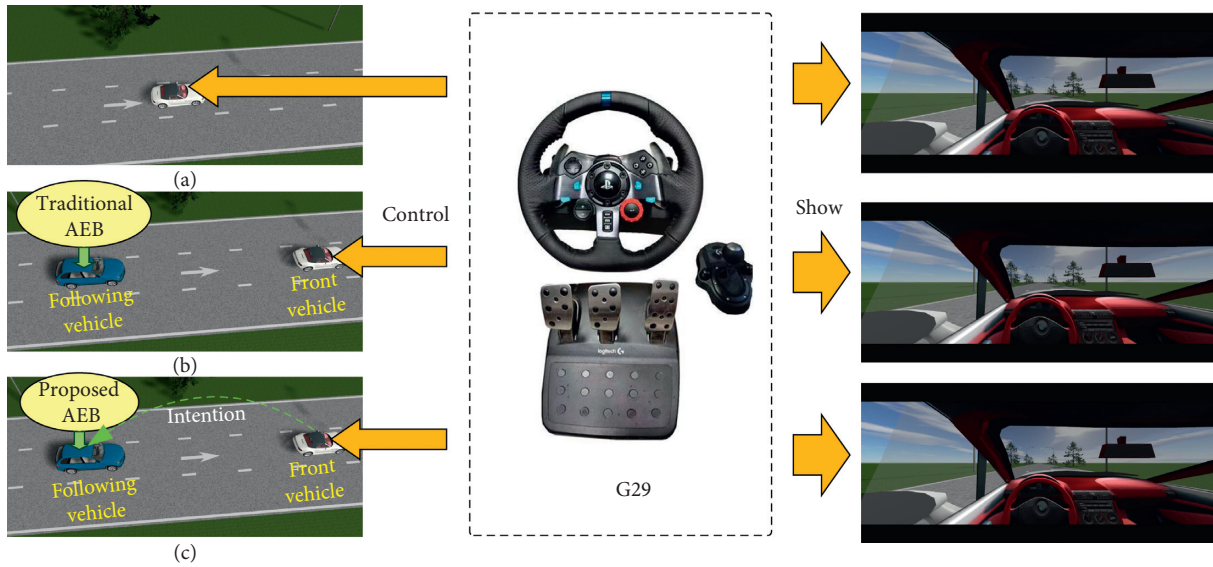 (a)
Traditional
AEB
Following
vehicle
Front
vehicle
(b)
Proposed
AEB
Intention
Following
vehicle
Front
vehicle
(c)
Control
logitech G
G29
Show